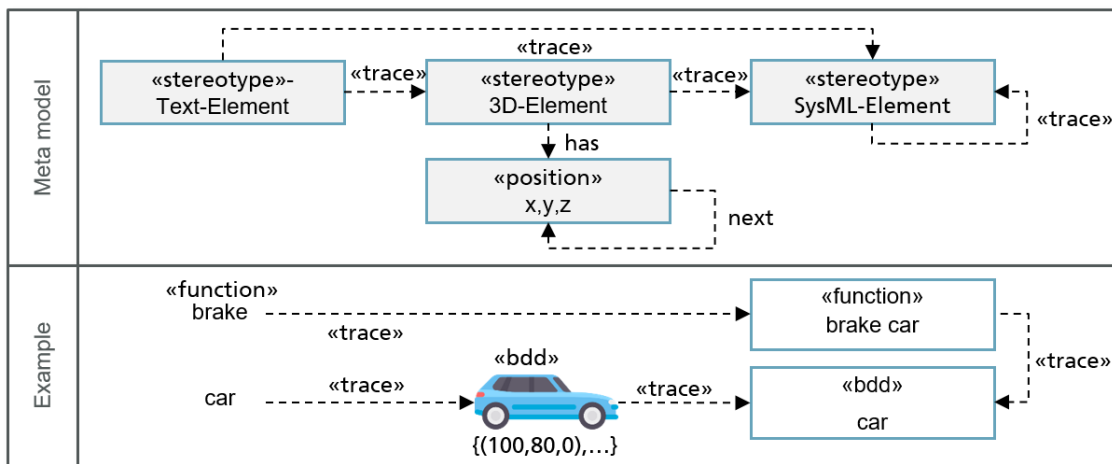 Meta model
«trace»
«stereotype»-
Text-Element
«trace»
«stereotype»
3D-Element
«trace»
«stereotype»
SysML-Element
«trace»
has
«position»
x,y,z
next
Example
«function»
brake
«trace»
«function»
brake car
«trace»
car
«trace»
«bdd»
{(100,80,0),…}
«trace»
«bdd»
car